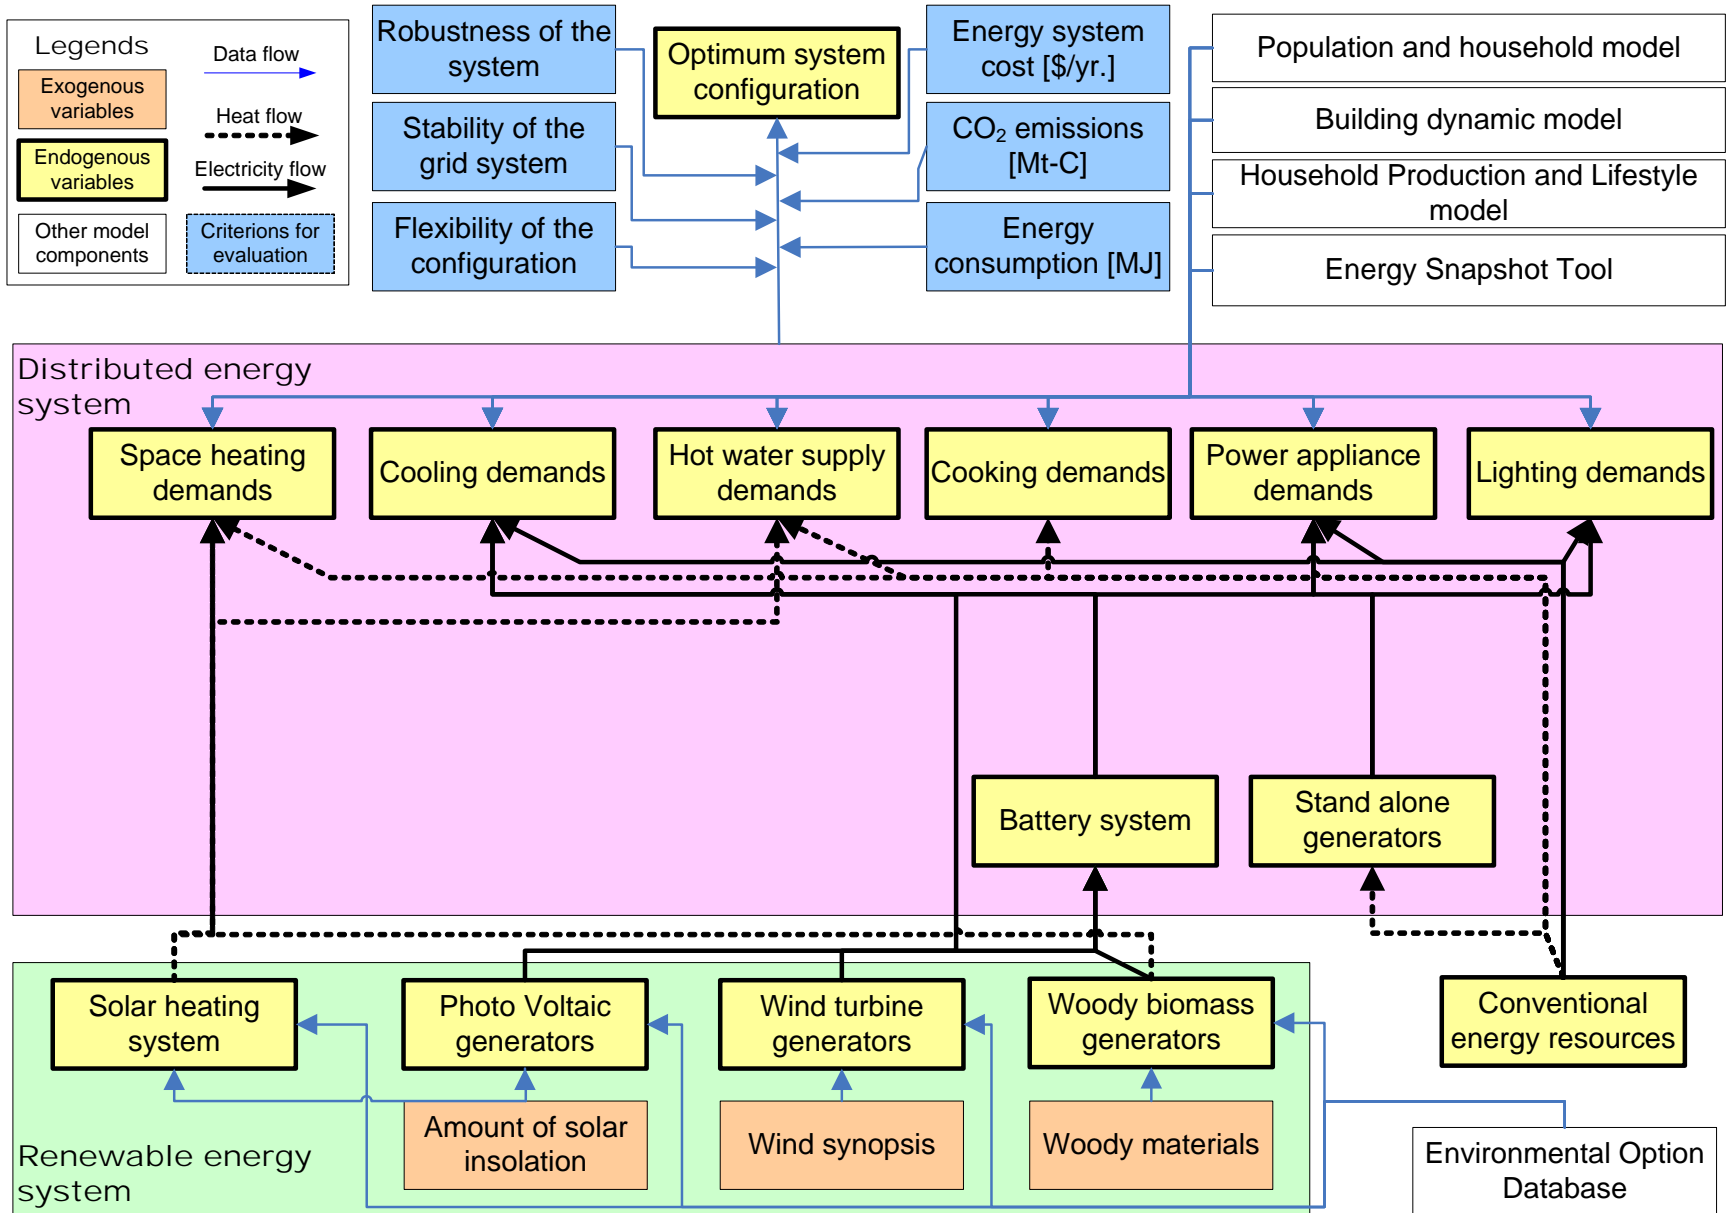 Legends
Data flow
Exogenous
variables
Heat flow
Endogenous
variables
Electricity flow
Other model
components
Criterions for
evaluation
Robustness of the
system
Stability of the
grid system
Flexibility of the
configuration
Optimum system
configuration
Energy system
cost [$/yr.]
CO₂ emissions
[Mt-C]
Energy
consumption [MJ]
Population and household model
Building dynamic model
Household Production and Lifestyle
model
Energy Snapshot Tool
Distributed energy
system
Space heating
demands
Cooling demands
Hot water supply
demands
Cooking demands
Power appliance
demands
Lighting demands
Battery system
Stand alone
generators
Solar heating
system
Photo Voltaic
generators
Wind turbine
generators
Woody biomass
generators
Conventional
energy resources
Amount of solar
insolation
Wind synopsis
Woody materials
Renewable energy
system
Environmental Option
Database